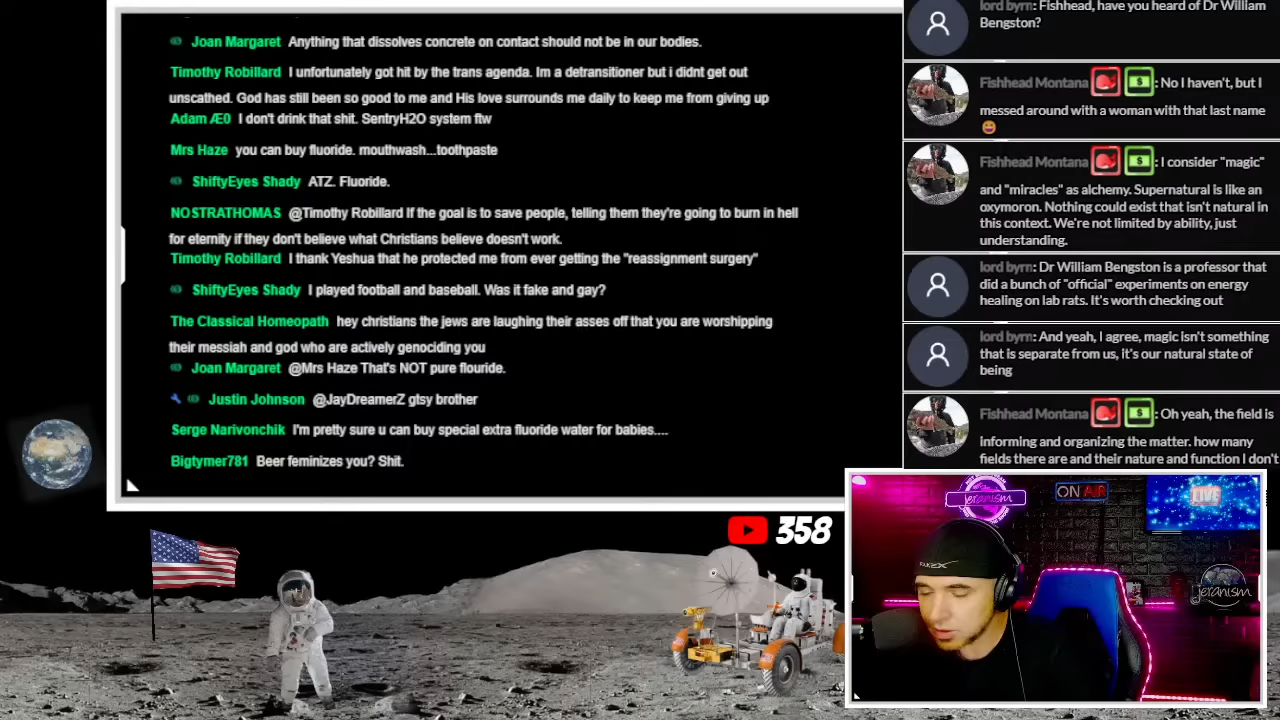 Joan Margaret Anything that dissolves concrete on contact should not be in our bodies.
Timothy Robillard I unfortunately got hit by the trans agenda. Im a detransitioner but i didnt get out
unscathed. God has still been so good to me and His love surrounds me daily to keep me from giving up
Adam Æ0 I don't drink that shit. SentryH2O system ftw
Mrs Haze you can buy fluoride. mouthwash...toothpaste
ShiftyEyes Shady ATZ. Fluoride.
NOSTRATHOMAS @Timothy Robillard If the goal is to save people, telling them they're going to burn in hell
for eternity if they don't believe what Christians believe doesn't work.
Timothy Robillard I thank Yeshua that he protected me from ever getting the "reassignment surgery"
ShiftyEyes Shady I played football and baseball. Was it fake and gay?
The Classical Homeopath hey christians the jews are laughing their asses off that you are worshipping
their messiah and god who are actively genociding you
Joan Margaret @Mrs Haze That's NOT pure flouride.
Justin Johnson @JayDreamerZ gtsy brother
Serge Narivonchik I'm pretty sure u can buy special extra fluoride water for babies....
Bigtymer781 Beer feminizes you? Shit.
lord byrn: Fishhead, have you heard of Dr William
Bengston?
Fishhead Montana : No I haven't, but I
messed around with a woman with that last name
Fishhead Montana : I consider "magic"
and "miracles" as alchemy. Supernatural is like an
oxymoron. Nothing could exist that isn't natural in
this context. We're not limited by ability, just
understanding.
lord byrn: Dr William Bengston is a professor that
did a bunch of "official" experiments on energy
healing on lab rats. It's worth checking out
lord byrn: And yeah, I agree, magic isn't something
that is separate from us, it's our natural state of
being
Fishhead Montana : Oh yeah, the field is
informing and organizing the matter. how many
fields there are and their nature and function I don't
358
jeranism
ON AIR
LIVE
jeranism